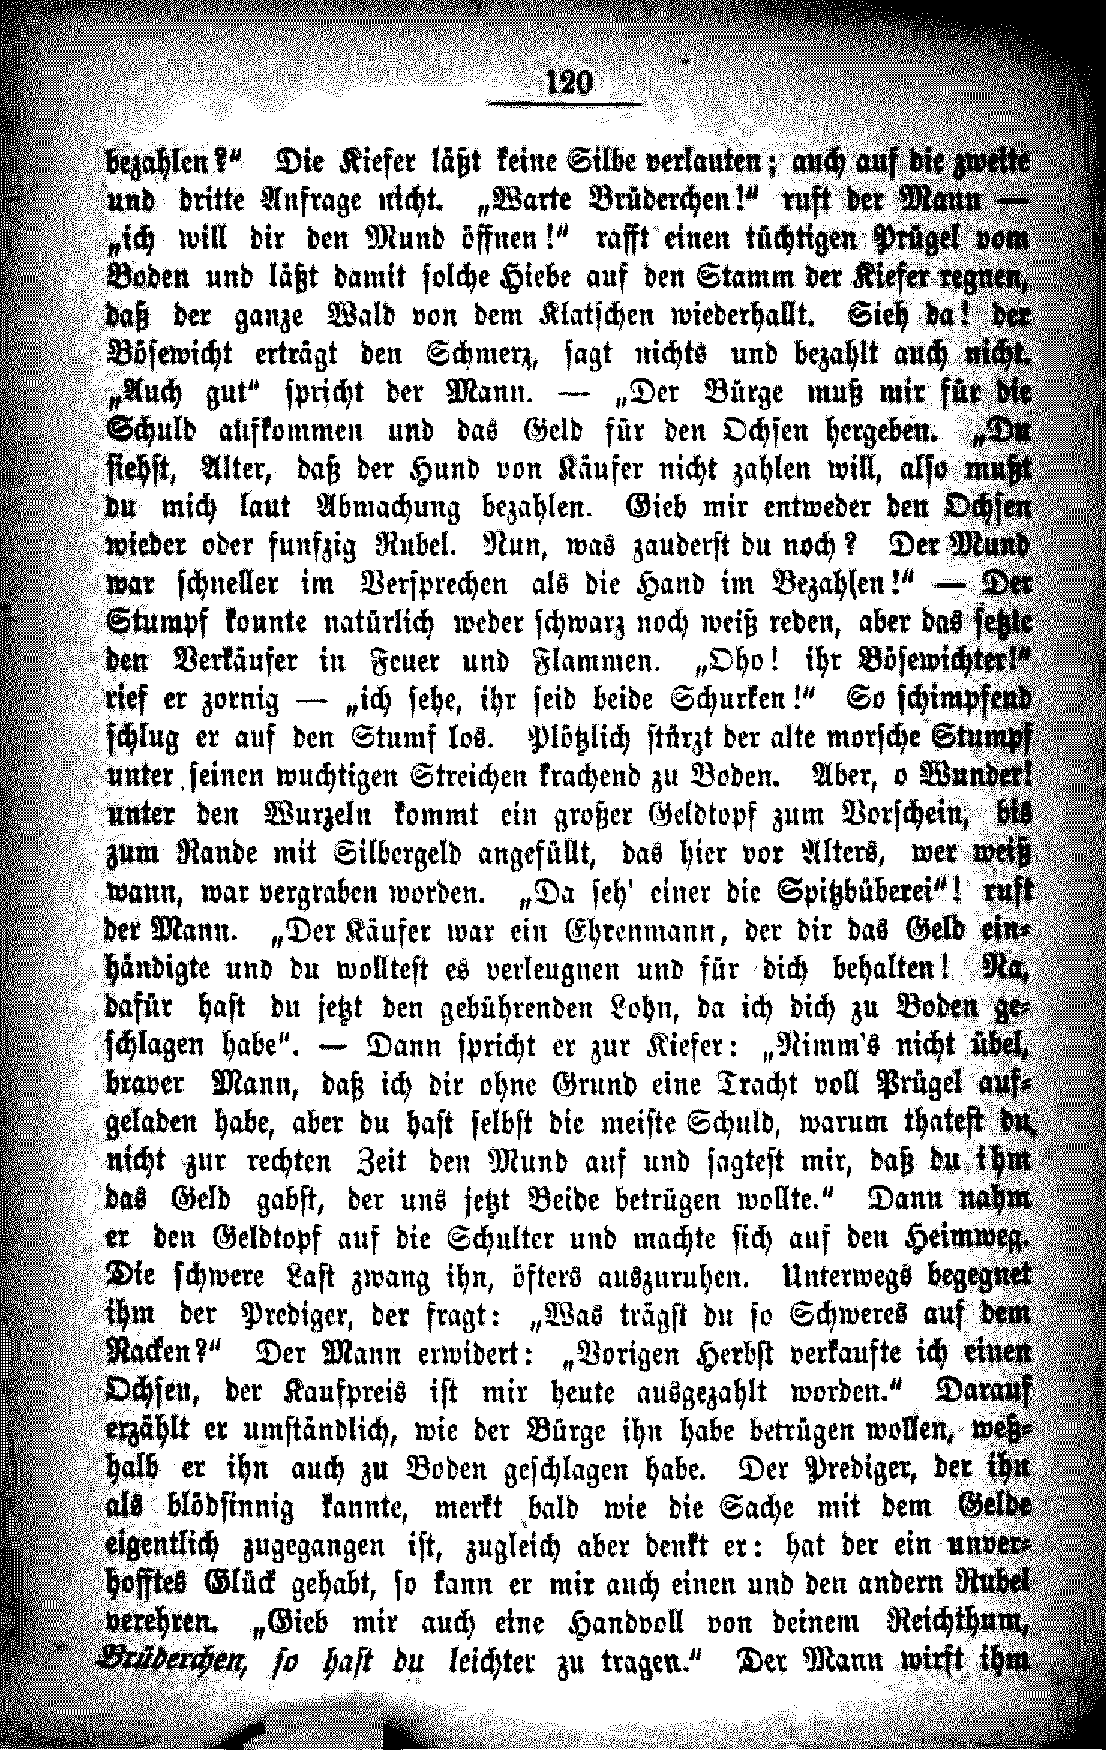 120
bezahlen?“ Die Kiefer läßt keine Silbe verlauten; auch auf die zweite
und dritte Anfrage nicht. „Warte Brüderchen!“ ruft der Mann —
„ich will dir den Mund öffnen!“ rafft einen tüchtigen Prügel vom
Boden und läßt damit solche Hiebe auf den Stamm der Kiefer regnen,
daß der ganze Wald von dem Klatschen wiederhallt. Sieh da! der
Bösewicht erträgt den Schmerz, sagt nichts und bezahlt auch nicht.
„Auch gut“ spricht der Mann. — „Der Bürge muß mir für die
Schuld aufkommen und das Geld für den Ochsen hergeben. „Du
siehst, Alter, daß der Hund von Käufer nicht zahlen will, also mußt
du mich laut Abmachung bezahlen. Gieb mir entweder den Ochsen
wieder oder funfzig Rubel. Nun, was zauderst du noch? Der Mund
war schneller im Versprechen als die Hand im Bezahlen!“ — Der
Stumpf konnte natürlich weder schwarz noch weiß reden, aber das setzte
den Verkäufer in Feuer und Flammen. „Oho! ihr Bösewichter!“
rief er zornig — „ich sehe, ihr seid beide Schurken!“ So schimpfend
schlug er auf den Stumf los. Plötzlich stürzt der alte morsche Stumpf
unter seinen wuchtigen Streichen krachend zu Boden. Aber, o Wunder!
unter den Wurzeln kommt ein großer Geldtopf zum Vorschein, bis
zum Rande mit Silbergeld angefüllt, das hier vor Alters, wer weiß
wann, war vergraben worden. „Da seh' einer die Spitzbüberei“! ruft
der Mann. „Der Käufer war ein Ehrenmann, der dir das Geld ein-
händigte und du wolltest es verleugnen und für dich behalten! Na,
dafür hast du jetzt den gebührenden Lohn, da ich dich zu Boden ge-
schlagen habe“. — Dann spricht er zur Kiefer: „Nimm's nicht übel,
braver Mann, daß ich dir ohne Grund eine Tracht voll Prügel auf-
geladen habe, aber du hast selbst die meiste Schuld, warum thatest du
nicht zur rechten Zeit den Mund auf und sagtest mir, daß du ihm
das Geld gabst, der uns jetzt Beide betrügen wollte.“ Dann nahm
er den Geldtopf auf die Schulter und machte sich auf den Heimweg.
Die schwere Last zwang ihn, öfters auszuruhen. Unterwegs begegnet
ihm der Prediger, der fragt: „Was trägst du so Schweres auf dem
Nacken?“ Der Mann erwidert: „Vorigen Herbst verkaufte ich einen
Ochsen, der Kaufpreis ist mir heute ausgezahlt worden.“ Darauf
erzählt er umständlich, wie der Bürge ihn habe betrügen wollen, weß-
halb er ihn auch zu Boden geschlagen habe. Der Prediger, der ihn
als blödsinnig kannte, merkt bald wie die Sache mit dem Gelde
eigentlich zugegangen ist, zugleich aber denkt er: hat der ein unver-
hofftes Glück gehabt, so kann er mir auch einen und den andern Rubel
verehren. „Gieb mir auch eine Handvoll von deinem Reichthum,
Brüderchen, so hast du leichter zu tragen.“ Der Mann wirft ihm